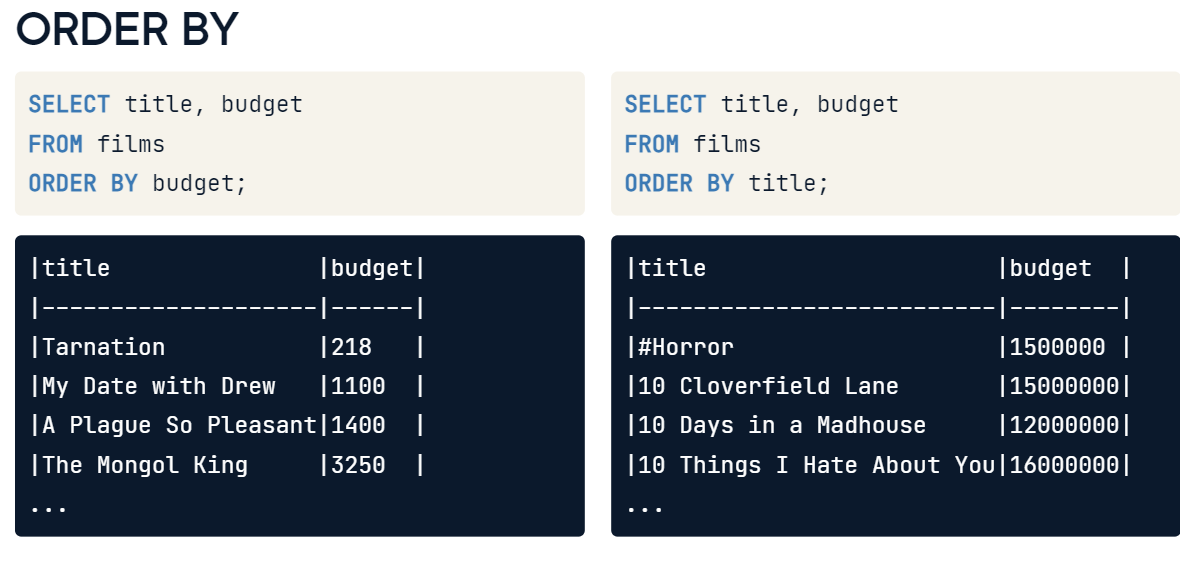 ORDER BY
SELECT title, budget
FROM films
ORDER BY budget;
|title               |budget|
|--------------------|------|
|Tarnation           |218   |
|My Date with Drew   |1100  |
|A Plague So Pleasant|1400  |
|The Mongol King     |3250  |
...
SELECT title, budget
FROM films
ORDER BY title;
|title                     |budget  |
|--------------------------|--------|
|#Horror                   |1500000 |
|10 Cloverfield Lane       |15000000|
|10 Days in a Madhouse     |12000000|
|10 Things I Hate About You|16000000|
...